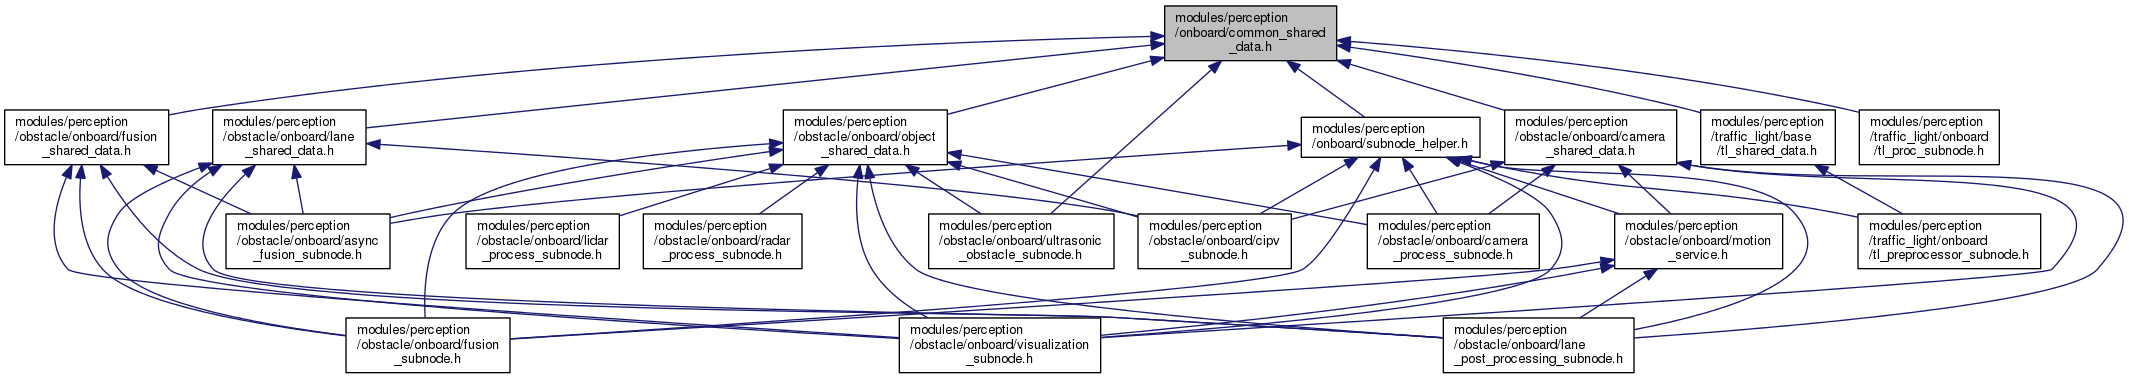 modules/perception
/onboard/common_shared
_data.h
modules/perception
/obstacle/onboard/fusion
_shared_data.h
modules/perception
/obstacle/onboard/lane
_shared_data.h
modules/perception
/obstacle/onboard/object
_shared_data.h
modules/perception
/onboard/subnode_helper.h
modules/perception
/obstacle/onboard/camera
_shared_data.h
modules/perception
/traffic_light/base
/tl_shared_data.h
modules/perception
/traffic_light/onboard
/tl_proc_subnode.h
modules/perception
/obstacle/onboard/async
_fusion_subnode.h
modules/perception
/obstacle/onboard/lidar
_process_subnode.h
modules/perception
/obstacle/onboard/radar
_process_subnode.h
modules/perception
/obstacle/onboard/ultrasonic
_obstacle_subnode.h
modules/perception
/obstacle/onboard/cipv
_subnode.h
modules/perception
/obstacle/onboard/camera
_process_subnode.h
modules/perception
/obstacle/onboard/motion
_service.h
modules/perception
/traffic_light/onboard
/tl_preprocessor_subnode.h
modules/perception
/obstacle/onboard/fusion
_subnode.h
modules/perception
/obstacle/onboard/visualization
_subnode.h
modules/perception
/obstacle/onboard/lane
_post_processing_subnode.h